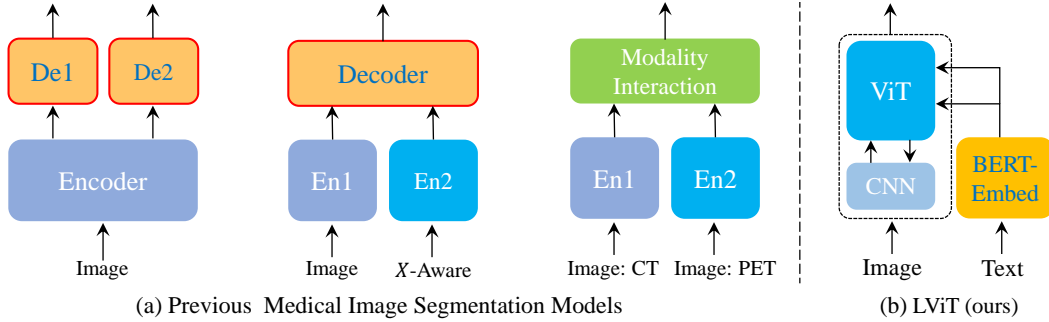 De1
De2
Encoder
Image
Decoder
En1
En2
Image
X-Aware
Modality
Interaction
En1
En2
Image: CT
Image: PET
(a) Previous Medical Image Segmentation Models
ViT
CNN
BERT-
Embed
Image
Text
(b) LViT (ours)